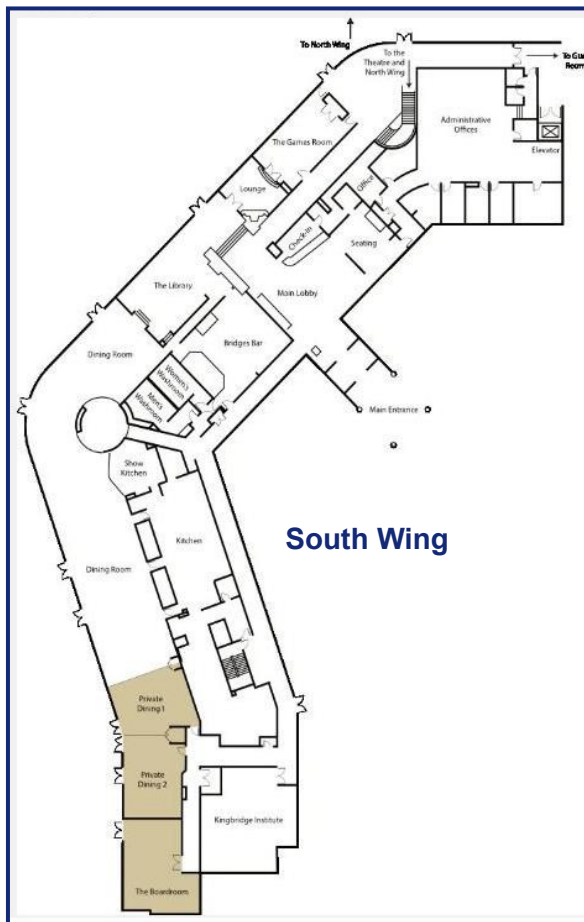 To North Wing
To the
Theatre and
North Wing
To Gu
Room
Administrative
Offices
Elevator
The Games Room
Office
Lounge
Check-In
Seating
The Library
Main Lobby
Bridges Bar
Dining Room
Women's
Washroom
Men's
Washroom
Main Entrance
Show
Kitchen
Kitchen
South Wing
Dining Room
Private
Dining 1
Private
Dining 2
Kingbridge Institute
The Boardroom